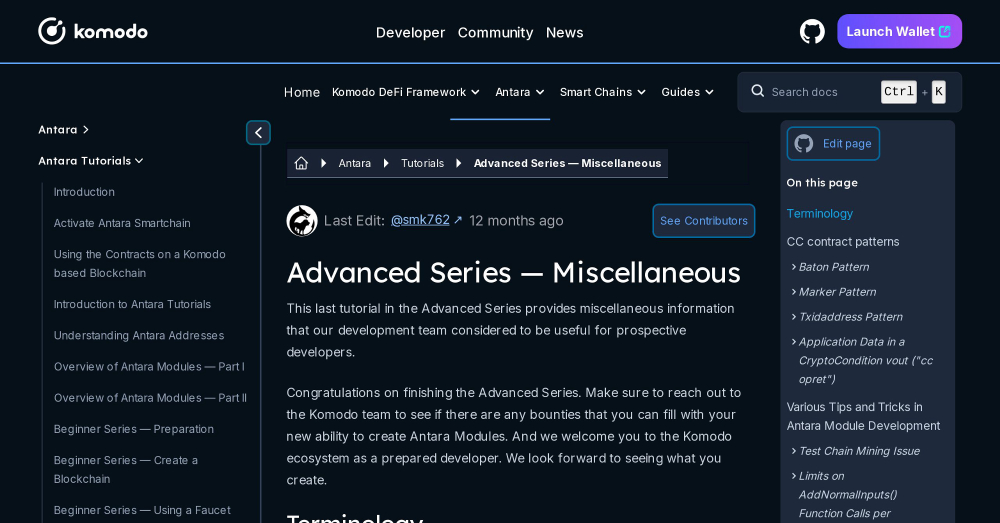 komodo
Developer Community News
Launch Wallet
Home Komodo DeFi Framework Antara Smart Chains Guides
Search docs Ctrl + K
Antara
Antara Tutorials
Introduction
Activate Antara Smartchain
Using the Contracts on a Komodo
based Blockchain
Introduction to Antara Tutorials
Understanding Antara Addresses
Overview of Antara Modules — Part I
Overview of Antara Modules — Part II
Beginner Series — Preparation
Beginner Series — Create a
Blockchain
Beginner Series — Using a Faucet
Antara Tutorials Advanced Series — Miscellaneous
Last Edit: @smk762 ↗ 12 months ago
See Contributors
Advanced Series — Miscellaneous
This last tutorial in the Advanced Series provides miscellaneous information
that our development team considered to be useful for prospective
developers.
Congratulations on finishing the Advanced Series. Make sure to reach out to
the Komodo team to see if there are any bounties that you can fill with your
new ability to create Antara Modules. And we welcome you to the Komodo
ecosystem as a prepared developer. We look forward to seeing what you
create.
Terminology
Edit page
On this page
Terminology
CC contract patterns
Baton Pattern
Marker Pattern
Txidaddress Pattern
Application Data in a
CryptoCondition vout ("cc
opret")
Various Tips and Tricks in
Antara Module Development
Test Chain Mining Issue
Limits on
AddNormalInputs()
Function Calls per